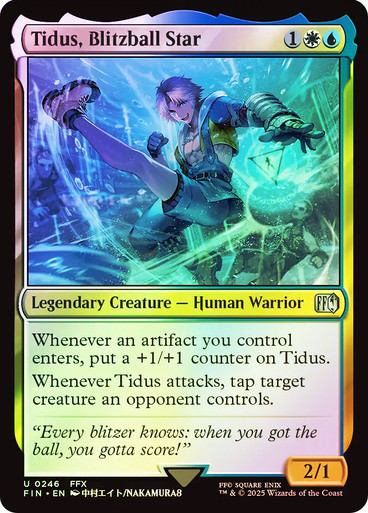 Tidus, Blitzball Star 1
Legendary Creature — Human Warrior
Whenever an artifact you control
enters, put a +1/+1 counter on Tidus.
Whenever Tidus attacks, tap target
creature an opponent controls.
“Every blitzer knows: when you got the
ball, you gotta score!”
2/1
U 0246 FFX
FIN • EN 中村エイト/NAKAMURA8
FF© SQUARE ENIX
™ & © 2025 Wizards of the Coast